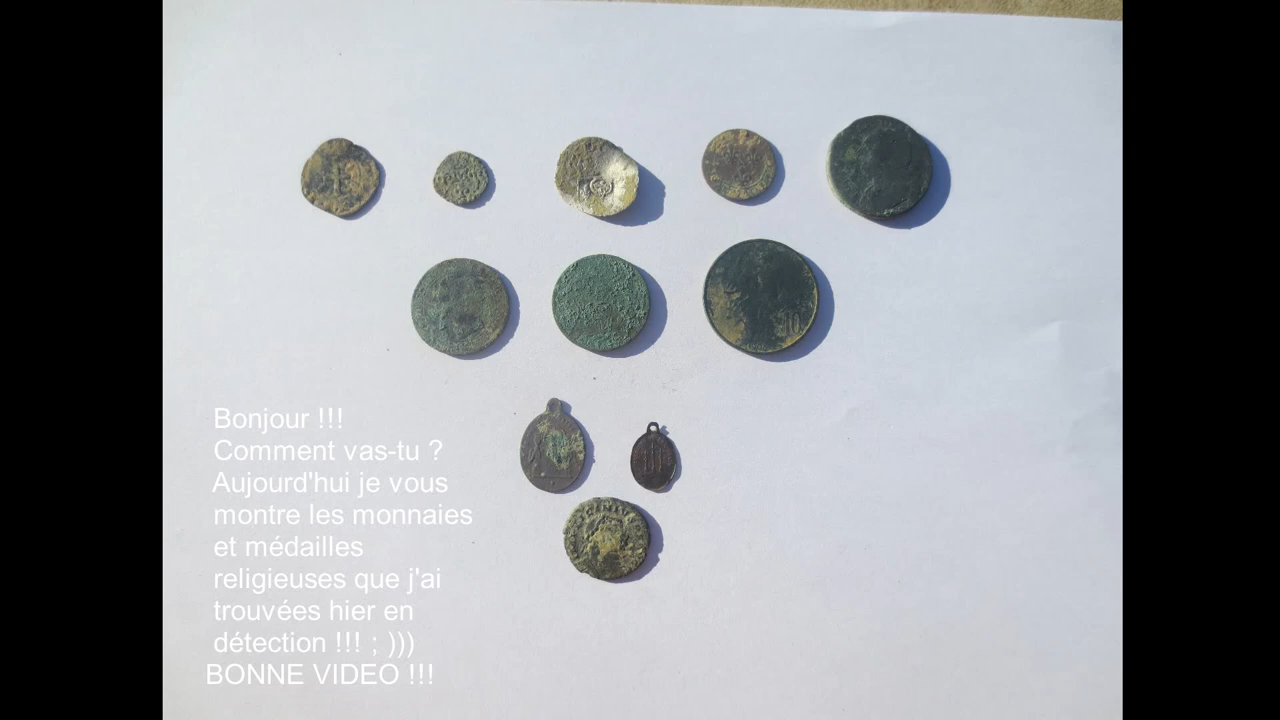 10
Bonjour !!!
Comment vas-tu ?
Aujourd'hui je vous
montre les monnaies
et médailles
religieuses que j'ai
trouvées hier en
détection !!! ; )))
BONNE VIDEO !!!